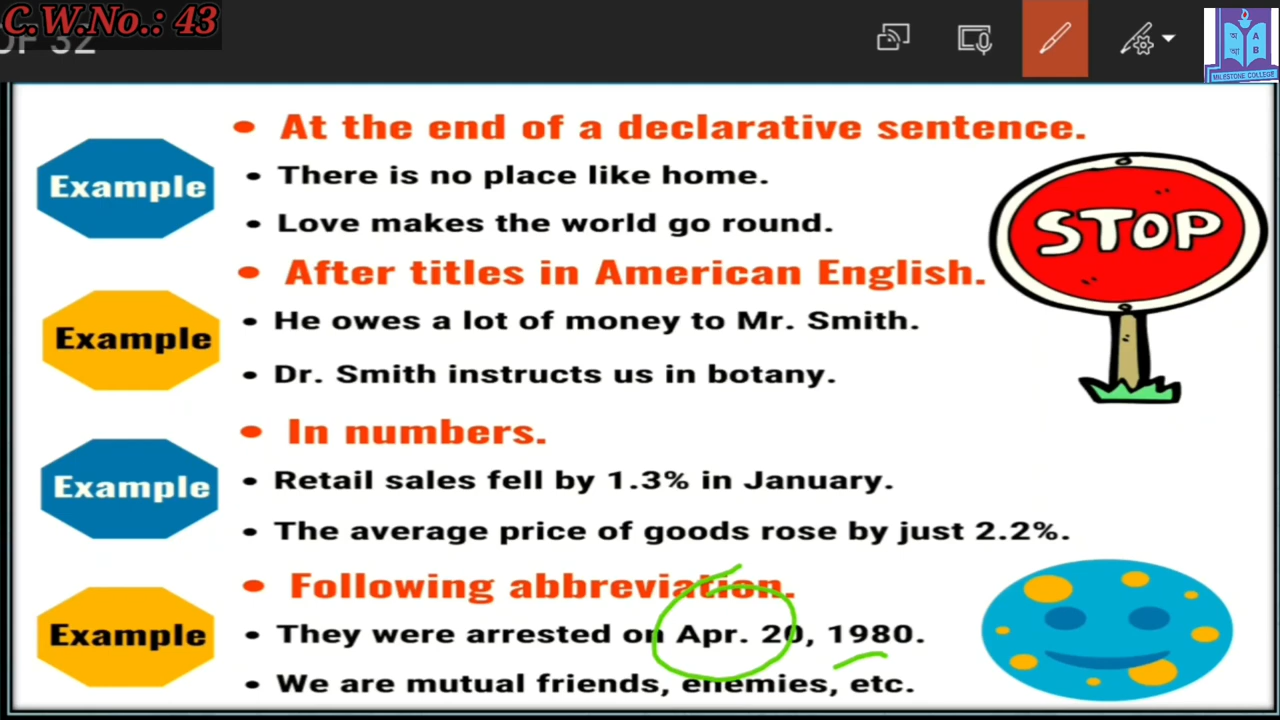 C.W.No.: 43
OF 32
অ A
আ B
MILESTONE COLLEGE
At the end of a declarative sentence.
Example
There is no place like home.
Love makes the world go round.
STOP
After titles in American English.
Example
He owes a lot of money to Mr. Smith.
Dr. Smith instructs us in botany.
In numbers.
Example
Retail sales fell by 1.3% in January.
The average price of goods rose by just 2.2%.
Following abbreviation.
Example
They were arrested on Apr. 20, 1980.
We are mutual friends, enemies, etc.